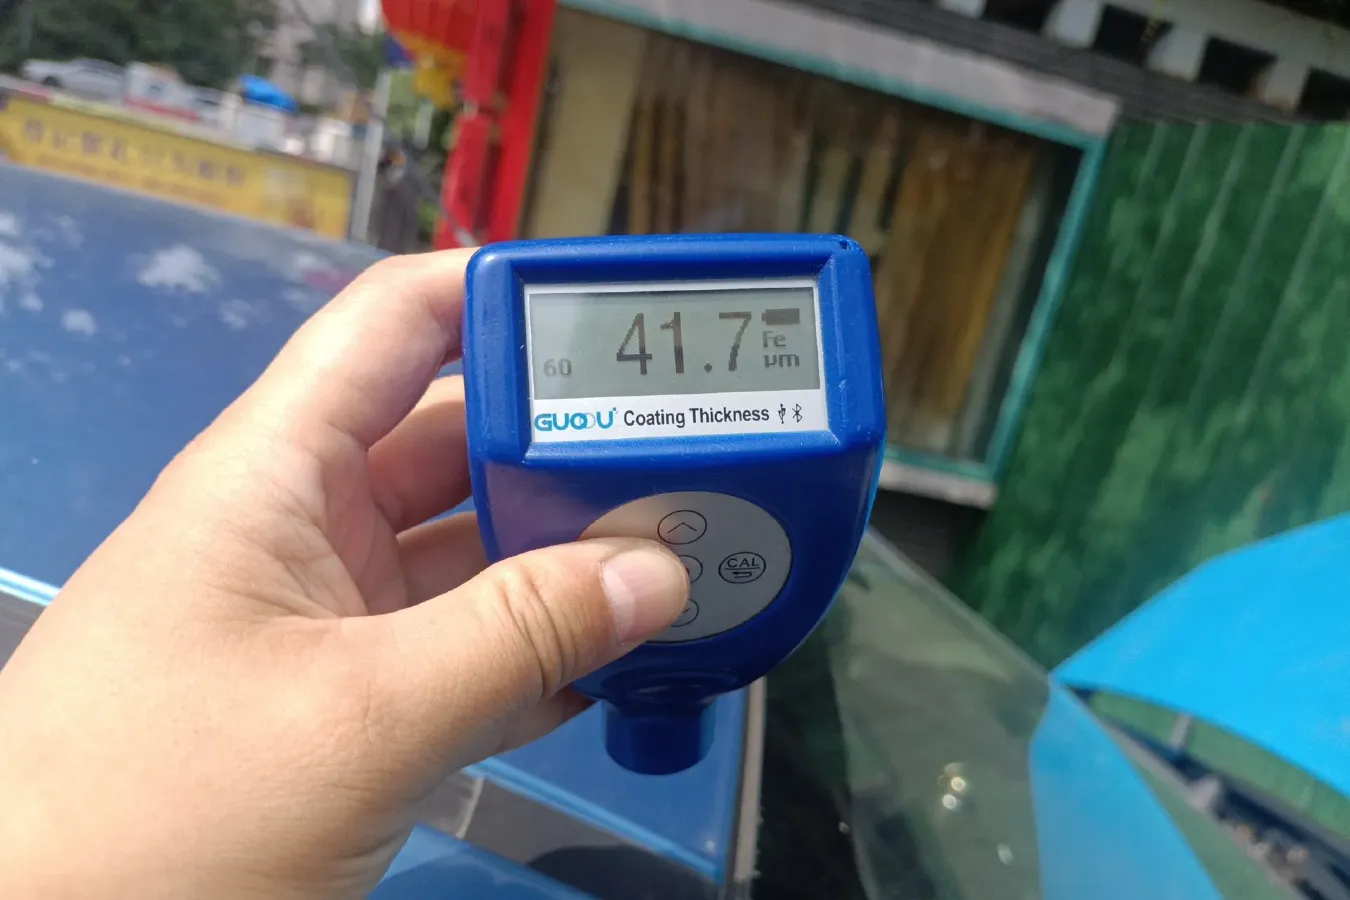 60 41.7 Fe
μm
GUOOU Coating Thickness
CAL